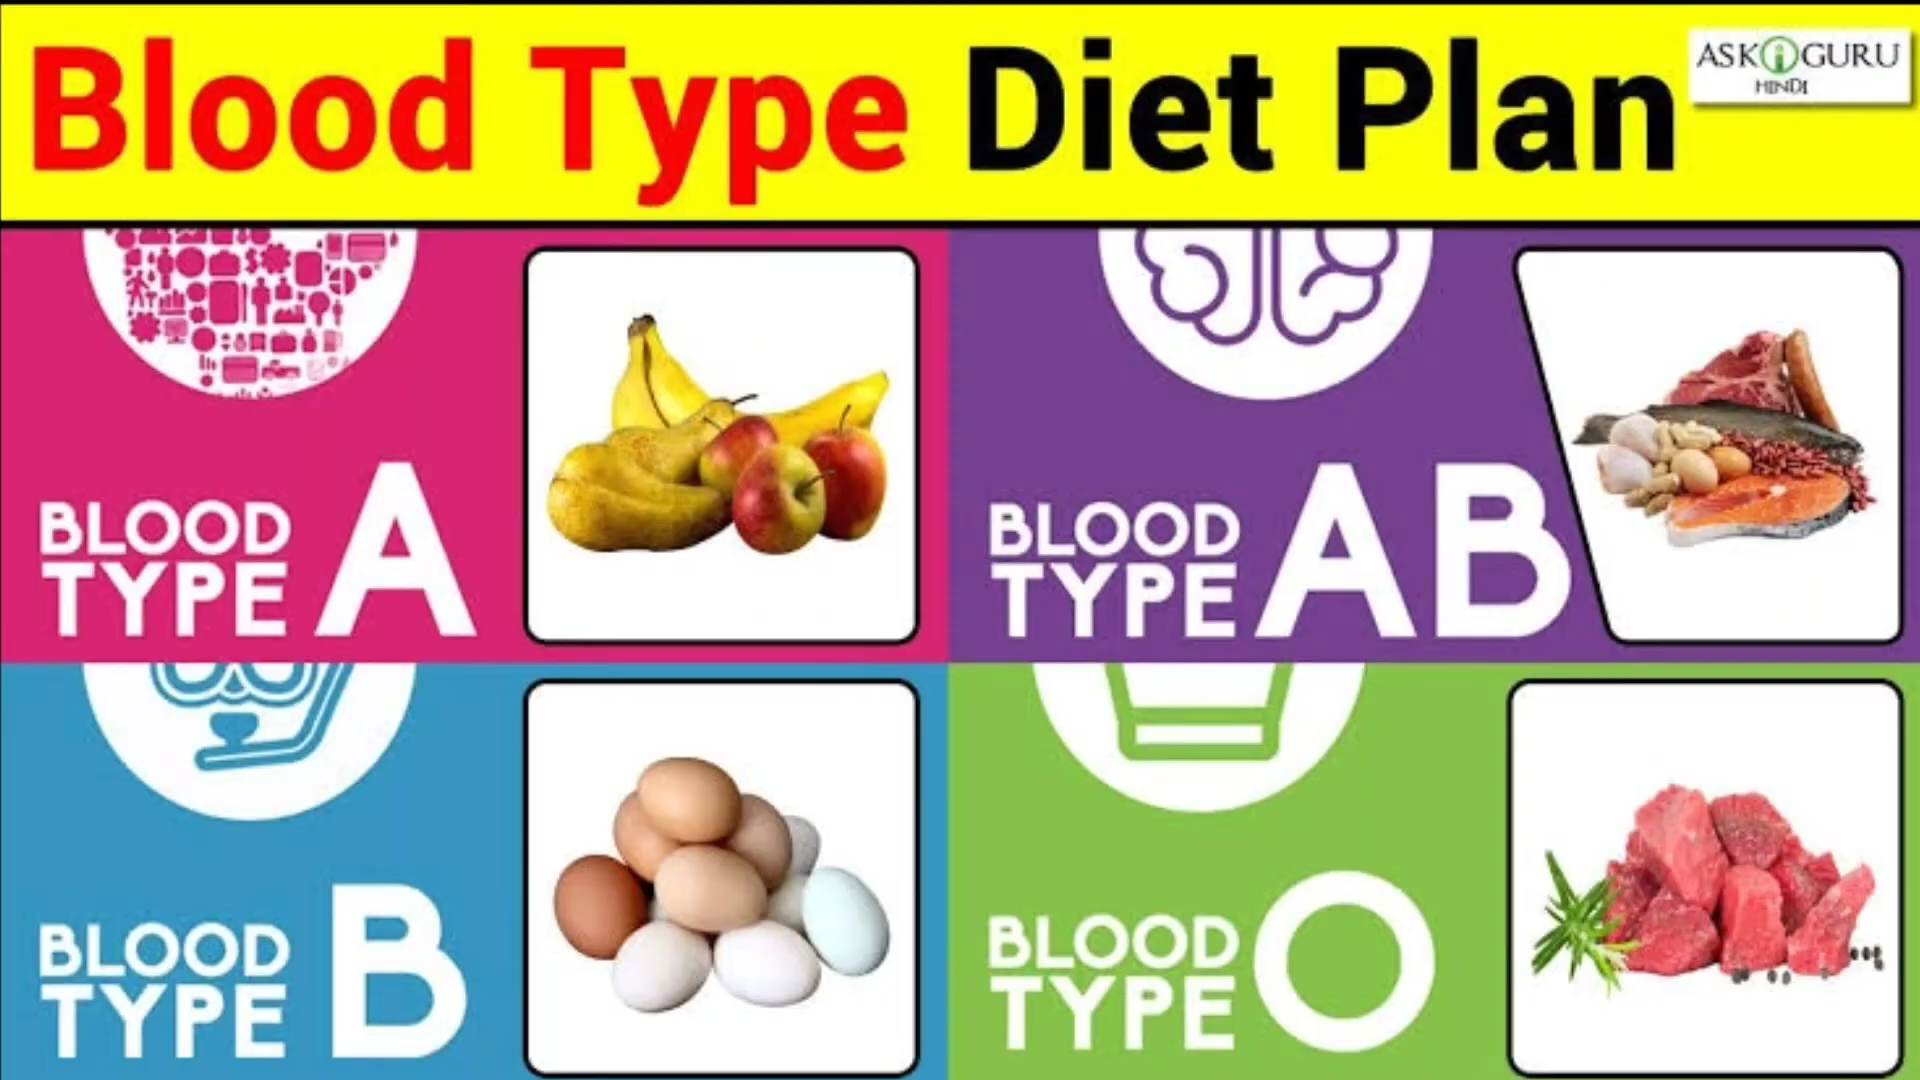 Blood Type Diet Plan
ASK i GURU
HINDI
BLOOD
TYPE A
BLOOD
TYPE AB
BLOOD
TYPE B
BLOOD
TYPE O